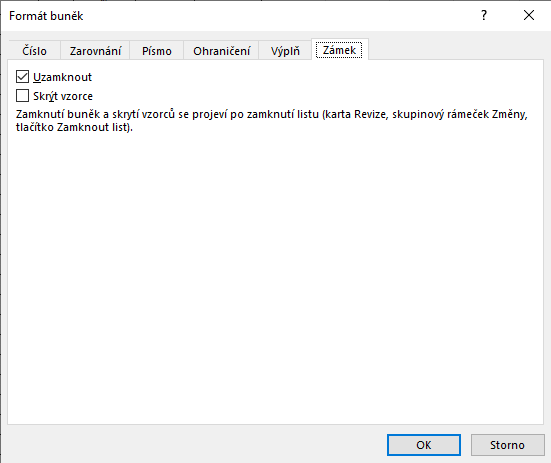 Formát buněk
?
Číslo Zarovnání Písmo Ohraničení Výplň Zámek
Uzamknout
Skrýt vzorce
Zamknutí buněk a skrytí vzorců se projeví po zamknutí listu (karta Revize, skupinový rámeček Změny,
tlačítko Zamknout list).
OK Storno